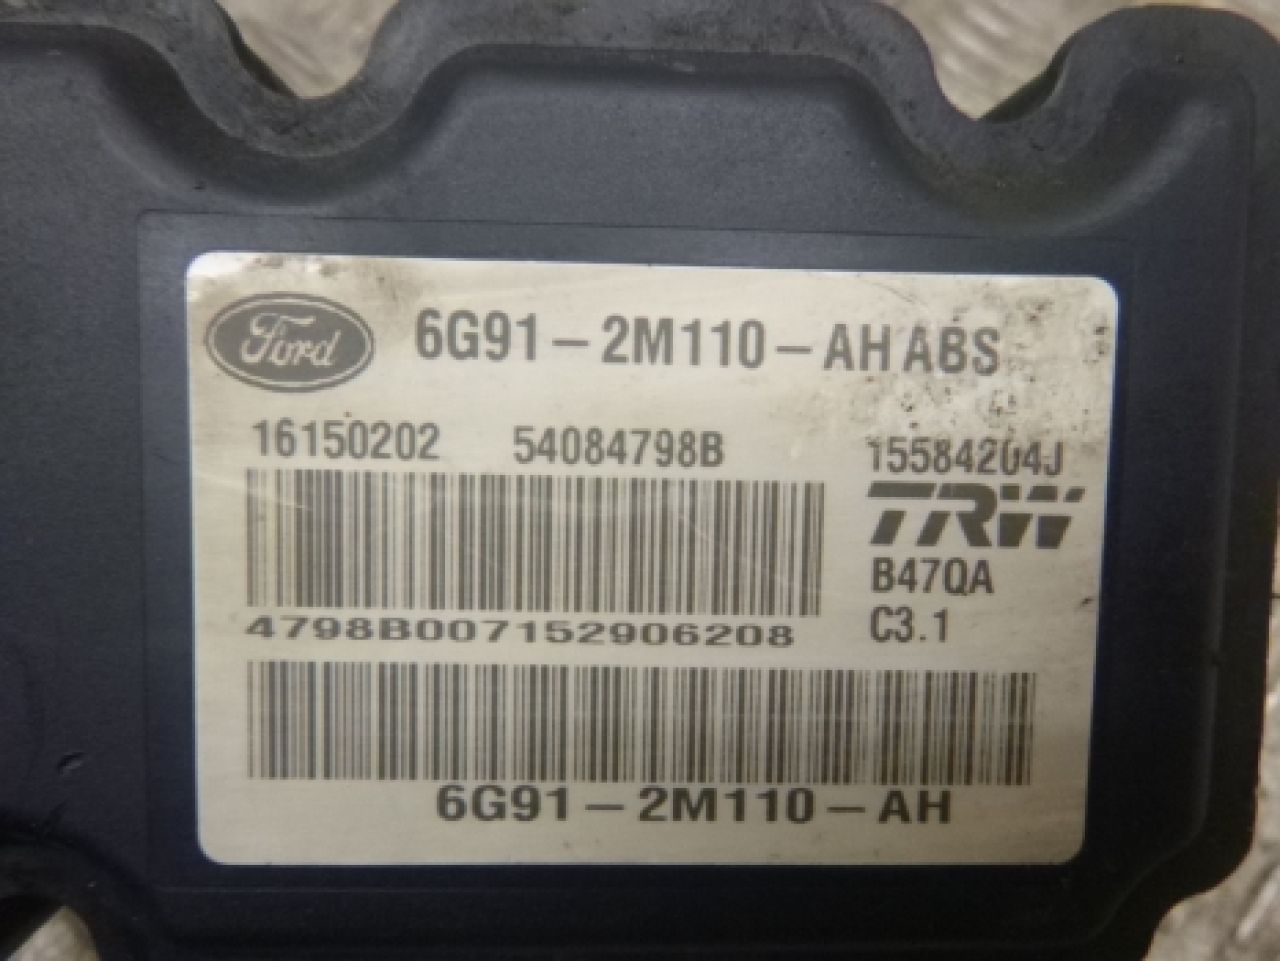 Ford 6G91-2M110-AH ABS
16150202 54084798B 15584204J
TRW
B47QA
4798B007152906208 C3.1
6G91-2M110-AH